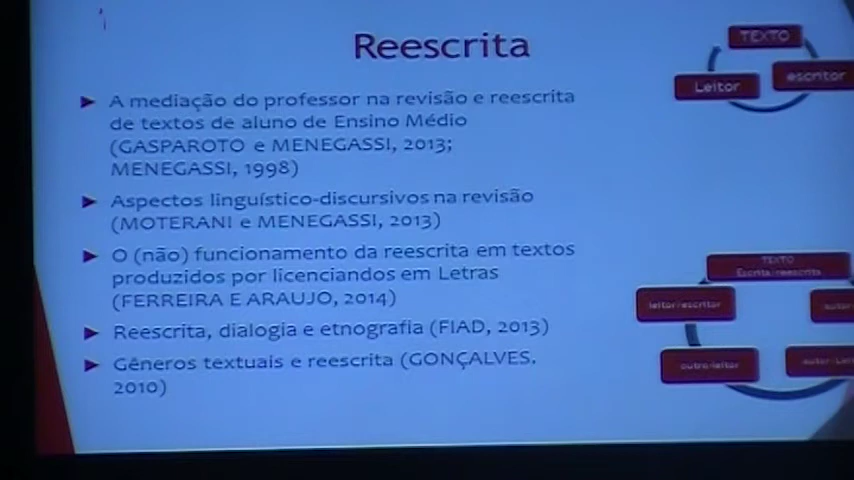 Reescrita
A mediação do professor na revisão e reescrita
de textos de aluno de Ensino Médio
(GASPAROTO e MENEGASSI, 2013;
MENEGASSI, 1998)
Aspectos linguístico-discursivos na revisão
(MOTERANI e MENEGASSI, 2013)
O (não) funcionamento da reescrita em textos
produzidos por licenciandos em Letras
(FERREIRA E ARAUJO, 2014)
Reescrita, dialogia e etnografia (FIAD, 2013)
Gêneros textuais e reescrita (GONÇALVES.
2010)
TEXTO
Leitor
escritor
TEXTO
Escrita/reescrita
leitor/escritor
outro-leitor